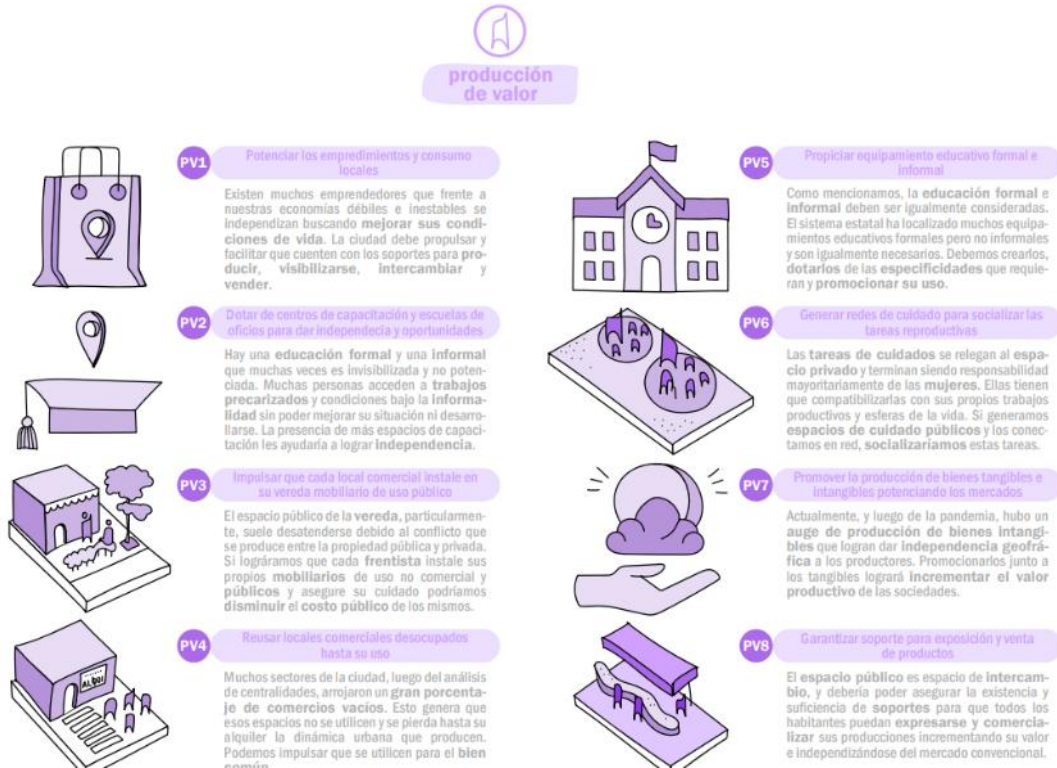 producción
de valor
PV1
Potenciar los empredimientos y consumo
locales
Existen muchos emprendedores que frente a
nuestras economías débiles e inestables se
independizan buscando mejorar sus condi-
ciones de vida. La ciudad debe propulsar y
facilitar que cuenten con los soportes para pro-
ducir, visibilizarse, intercambiar y
vender.
PV2
Dotar de centros de capacitación y escuelas de
oficios para dar independecia y oportunidades
Hay una educación formal y una informal
que muchas veces es invisibilizada y no poten-
ciada. Muchas personas acceden a trabajos
precarizados y condiciones bajo la informa-
lidad sin poder mejorar su situación ni desarro-
llarse. La presencia de más espacios de capaci-
tación les ayudaría a lograr independencia.
PV3
Impulsar que cada local comercial instale en
su vereda mobiliario de uso público
El espacio público de la vereda, particularmen-
te, suele desatenderse debido al conflicto que
se produce entre la propiedad pública y privada.
Si lográramos que cada frentista instale sus
propios mobiliarios de uso no comercial y
públicos y asegure su cuidado podríamos
disminuir el costo público de los mismos.
PV4
Reusar locales comerciales desocupados
hasta su uso
Muchos sectores de la ciudad, luego del análisis
de centralidades, arrojaron un gran porcenta-
je de comercios vacíos. Esto genera que
esos espacios no se utilicen y se pierda hasta su
alquiler la dinámica urbana que producen.
Podemos impulsar que se utilicen para el bien
común.
PV5
Propiciar equipamiento educativo formal e
informal
Como mencionamos, la educación formal e
informal deben ser igualmente consideradas.
El sistema estatal ha localizado muchos equipa-
mientos educativos formales pero no informales
y son igualmente necesarios. Debemos crearlos,
dotarlos de las especificidades que requie-
ran y promocionar su uso.
PV6
Generar redes de cuidado para socializar las
tareas reproductivas
Las tareas de cuidados se relegan al espa-
cio privado y terminan siendo responsabilidad
mayoritariamente de las mujeres. Ellas tienen
que compatibilizarlas con sus propios trabajos
productivos y esferas de la vida. Si generamos
espacios de cuidado públicos y los conec-
tamos en red, socializaríamos estas tareas.
PV7
Promover la producción de bienes tangibles e
intangibles potenciando los mercados
Actualmente, y luego de la pandemia, hubo un
auge de producción de bienes intangi-
bles que logran dar independencia geográ-
fica a los productores. Promocionarlos junto a
los tangibles logrará incrementar el valor
productivo de las sociedades.
PV8
Garantizar soporte para exposición y venta
de productos
El espacio público es espacio de intercam-
bio, y debería poder asegurar la existencia y
suficiencia de soportes para que todos los
habitantes puedan expresarse y comercia-
lizar sus producciones incrementando su valor
e independizándose del mercado convencional.